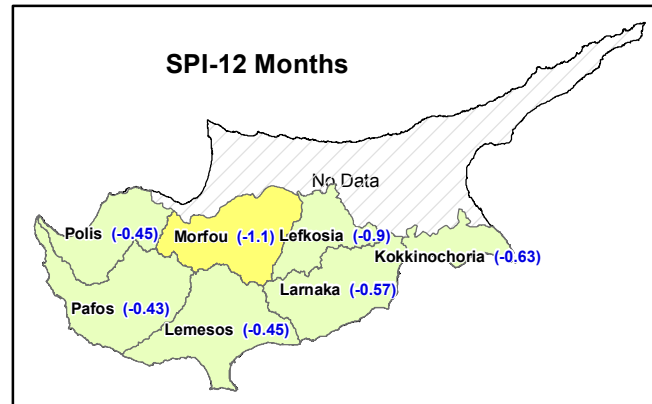 SPI-12 Months
No Data
Polis (-0.45)
Morfou (-1.1)
Lefkosia (-0.9)
Kokkinochoria (-0.63)
Pafos (-0.43)
Larnaka (-0.57)
Lemesos (-0.45)